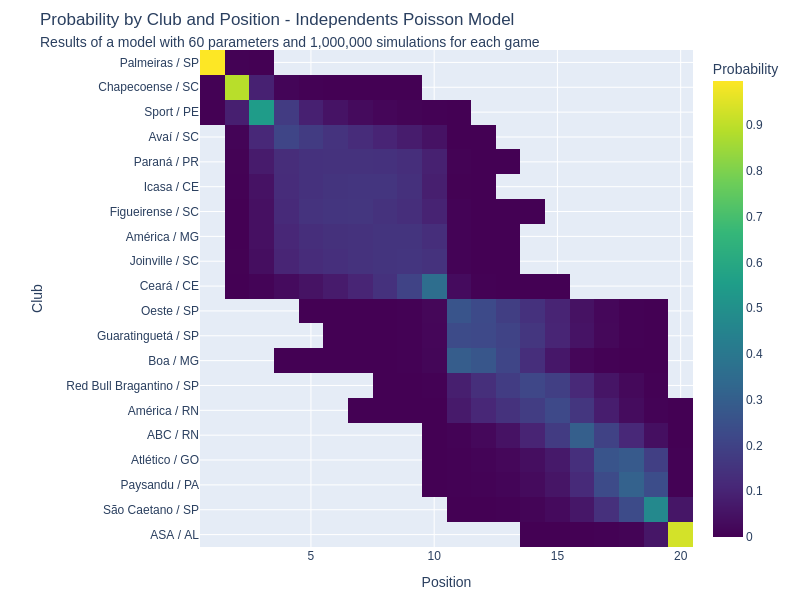 Probability by Club and Position - Independents Poisson Model
Results of a model with 60 parameters and 1,000,000 simulations for each game
Probability
Palmeiras / SP
Chapecoense / SC
Sport / PE
Avaí / SC
Paraná / PR
Icasa / CE
Figueirense / SC
América / MG
Joinville / SC
Ceará / CE
Oeste / SP
Guaratinguetá / SP
Boa / MG
Red Bull Bragantino / SP
América / RN
ABC / RN
Atlético / GO
Paysandu / PA
São Caetano / SP
ASA / AL
Club
5
10
15
20
Position
0.9
0.8
0.7
0.6
0.5
0.4
0.3
0.2
0.1
0